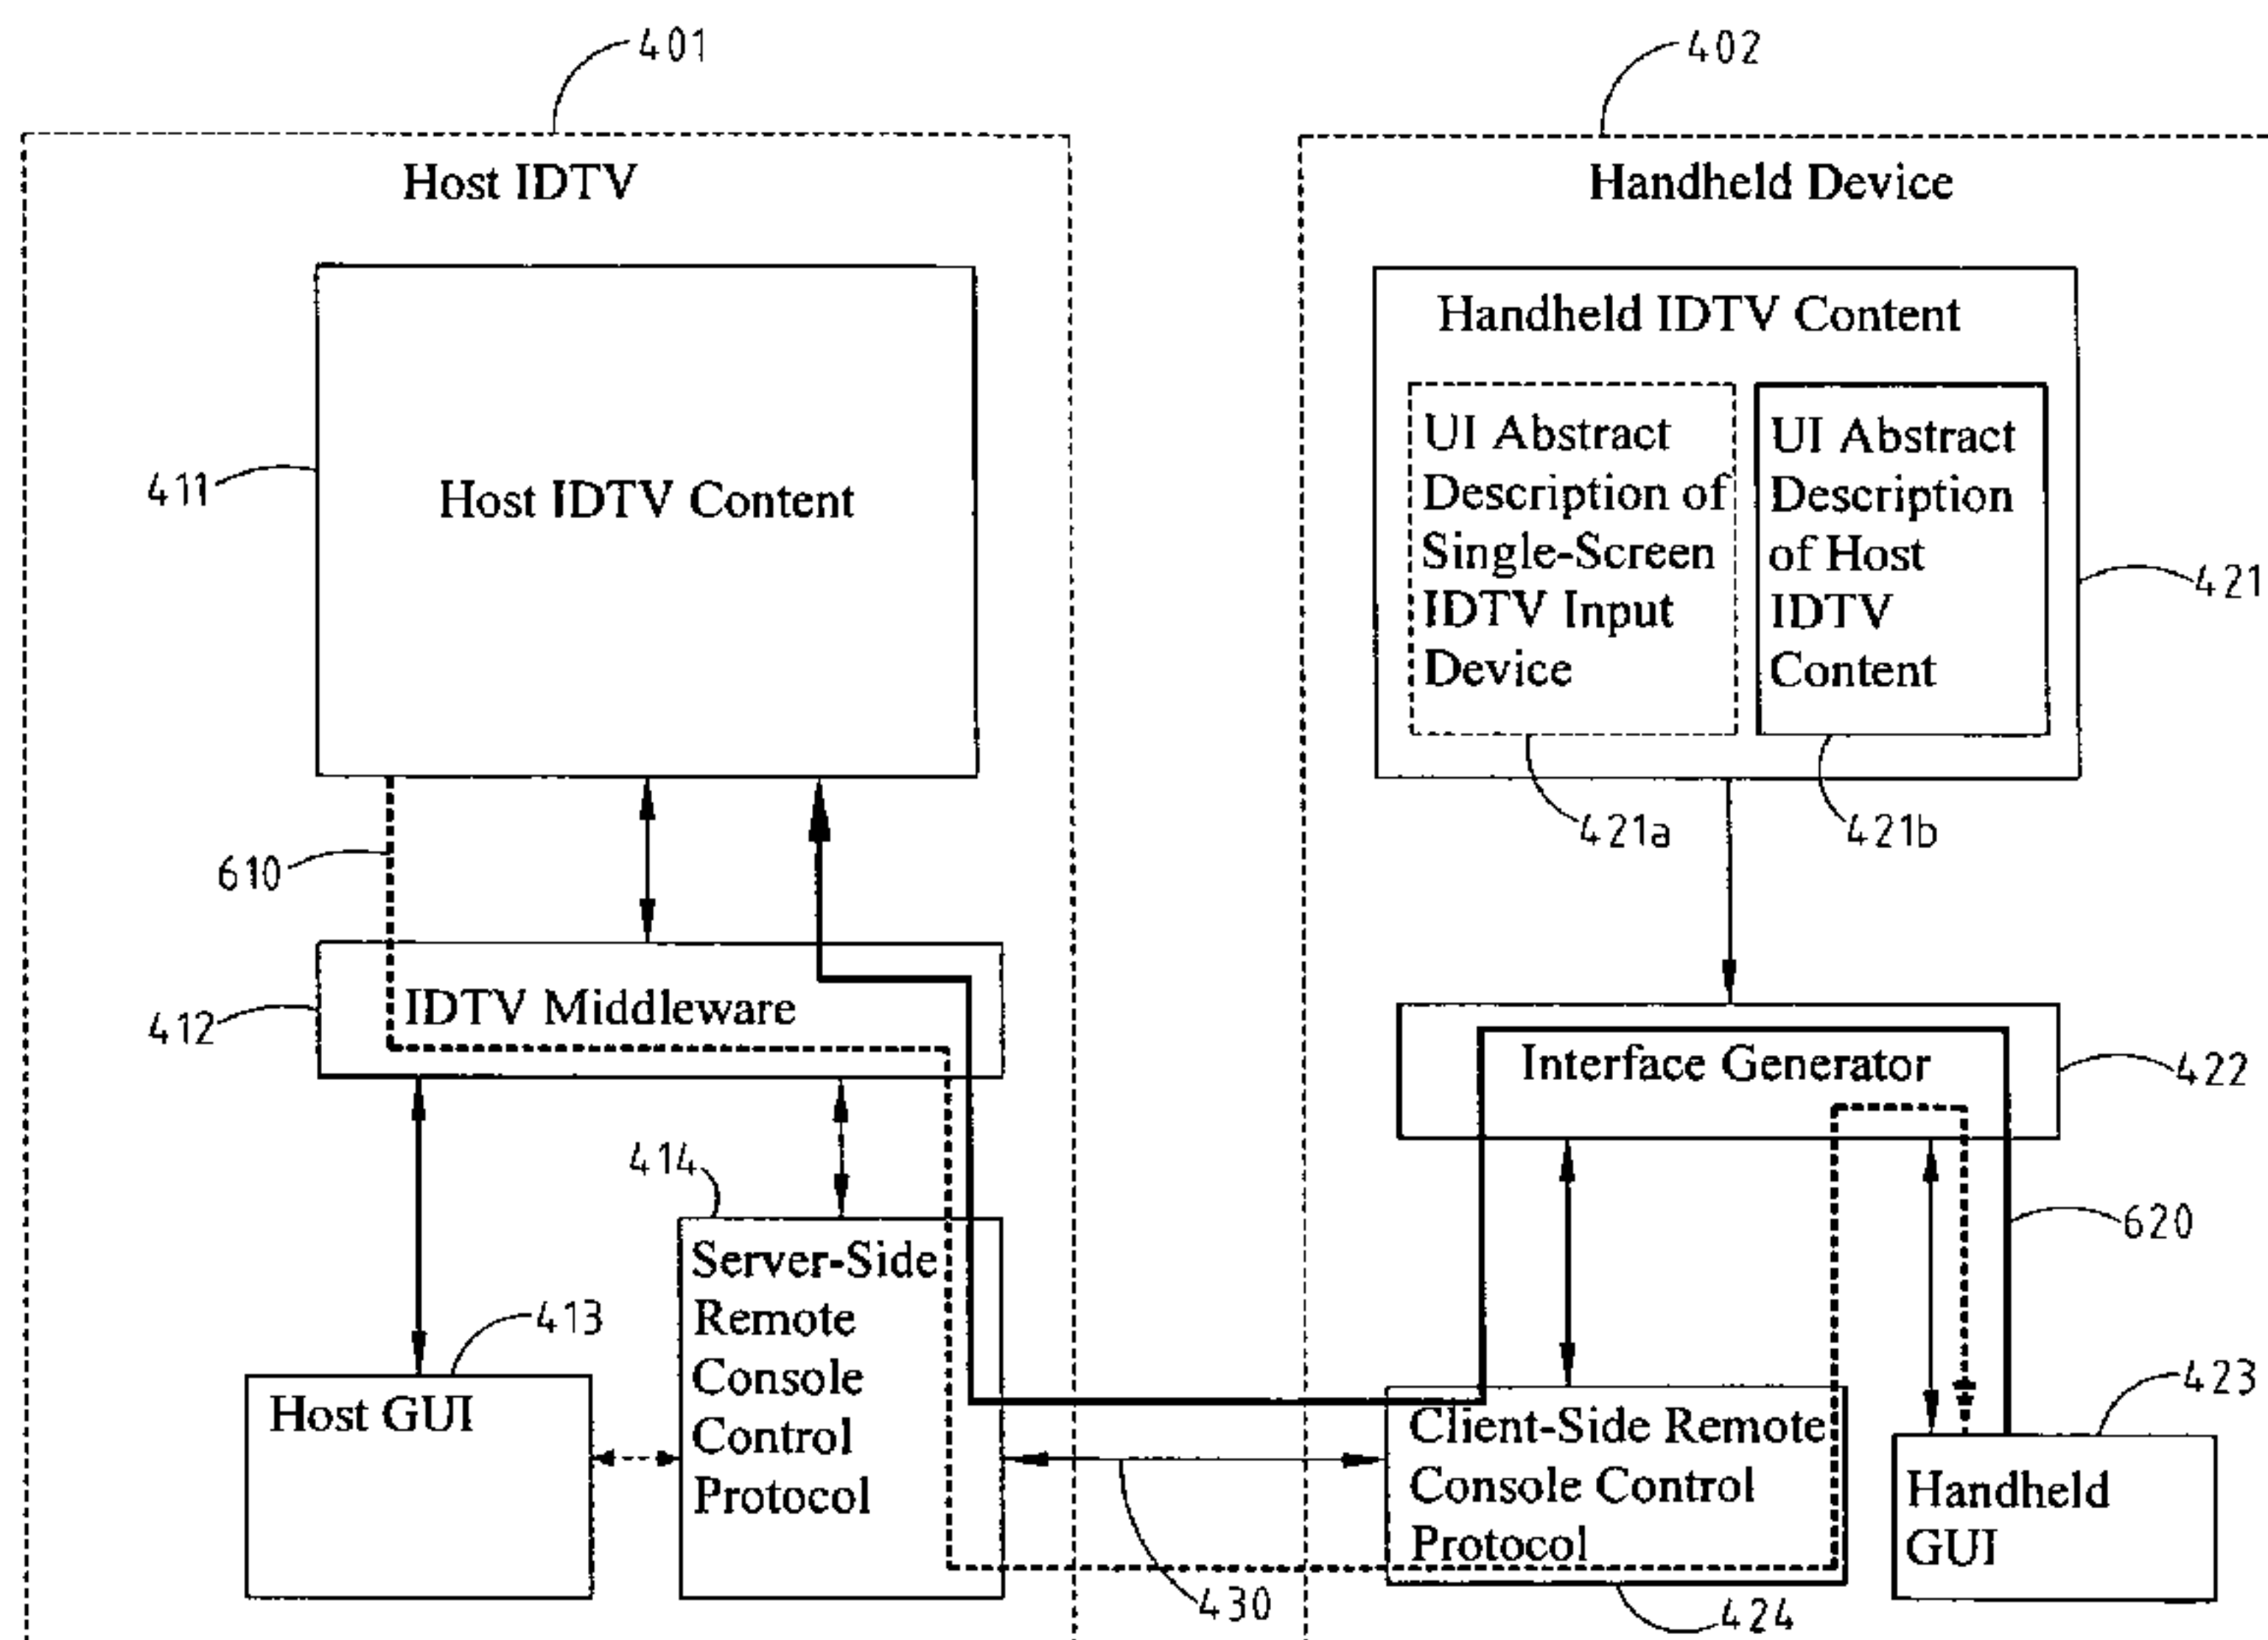 401
402
Host IDTV
Handheld Device
Host IDTV Content
411
Handheld IDTV Content
UI Abstract
Description of
Single-Screen
IDTV Input
Device
UI Abstract
Description
of Host
IDTV
Content
421
421a
421b
610
IDTV Middleware
412
Interface Generator
422
414
Server-Side
Remote
Console
Control
Protocol
620
413
Host GUI
423
Client-Side Remote
Console Control
Protocol
Handheld
GUI
430
424